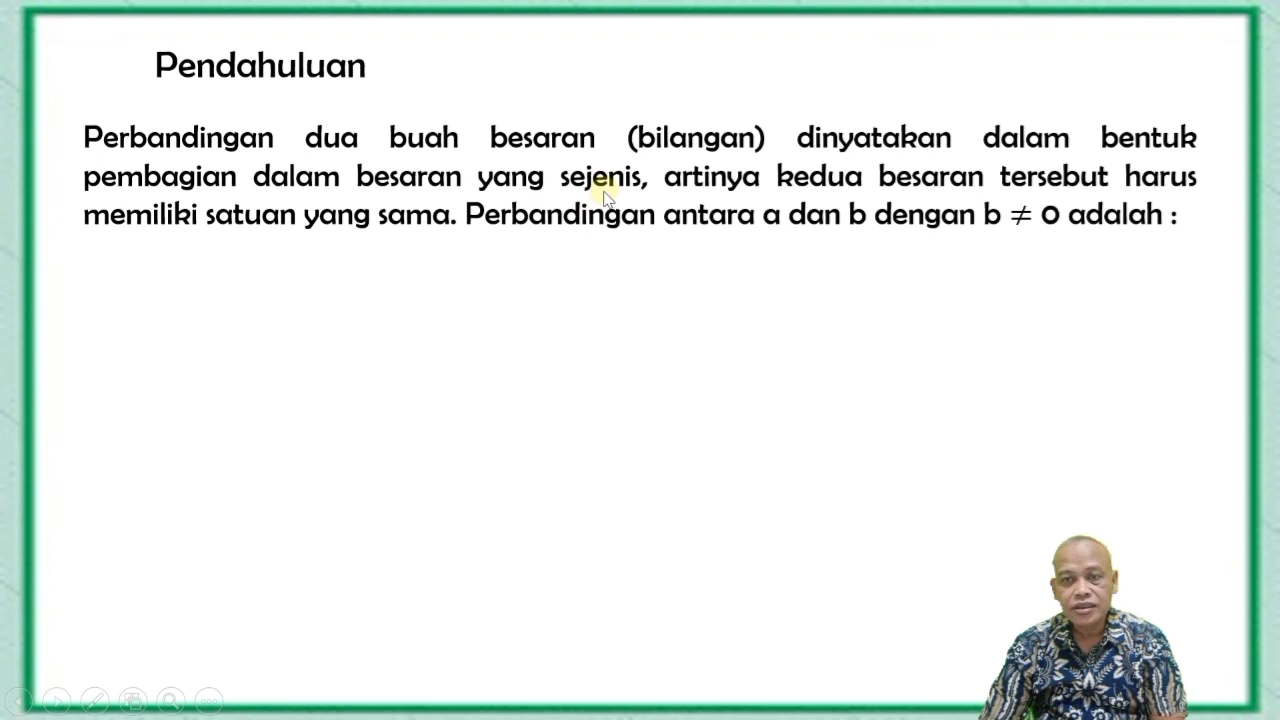 Pendahuluan
Perbandingan dua buah besaran (bilangan) dinyatakan dalam bentuk
pembagian dalam besaran yang sejenis, artinya kedua besaran tersebut harus
memiliki satuan yang sama. Perbandingan antara a dan b dengan b ≠ 0 adalah :